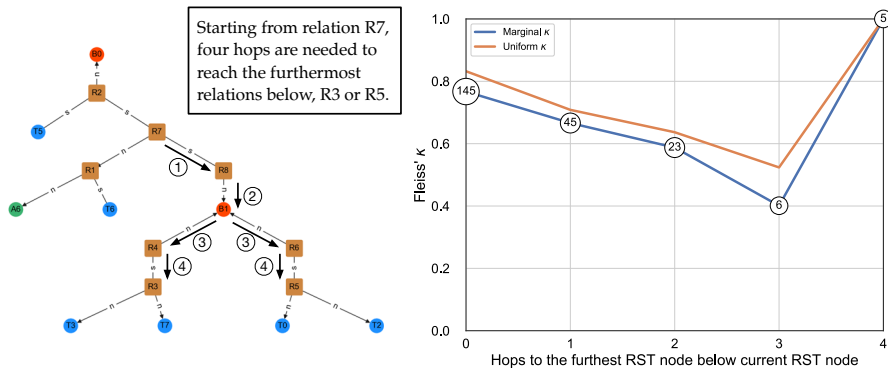 Starting from relation R7,
four hops are needed to
reach the furthermost
relations below, R3 or R5.
B0
n
R2
s
s
T5
R7
n
s
R1
R8
①
n
s
n
②
A6
T6
B1
n
③
③
n
R4
R6
s
④
④
s
R3
R5
n
n
n
n
T3
T7
T0
T2
Marginal κ
Uniform κ
Fleiss' κ
1.0
0.8
0.6
0.4
0.2
0.0
145
45
23
6
5
0
1
2
3
4
Hops to the furthest RST node below current RST node